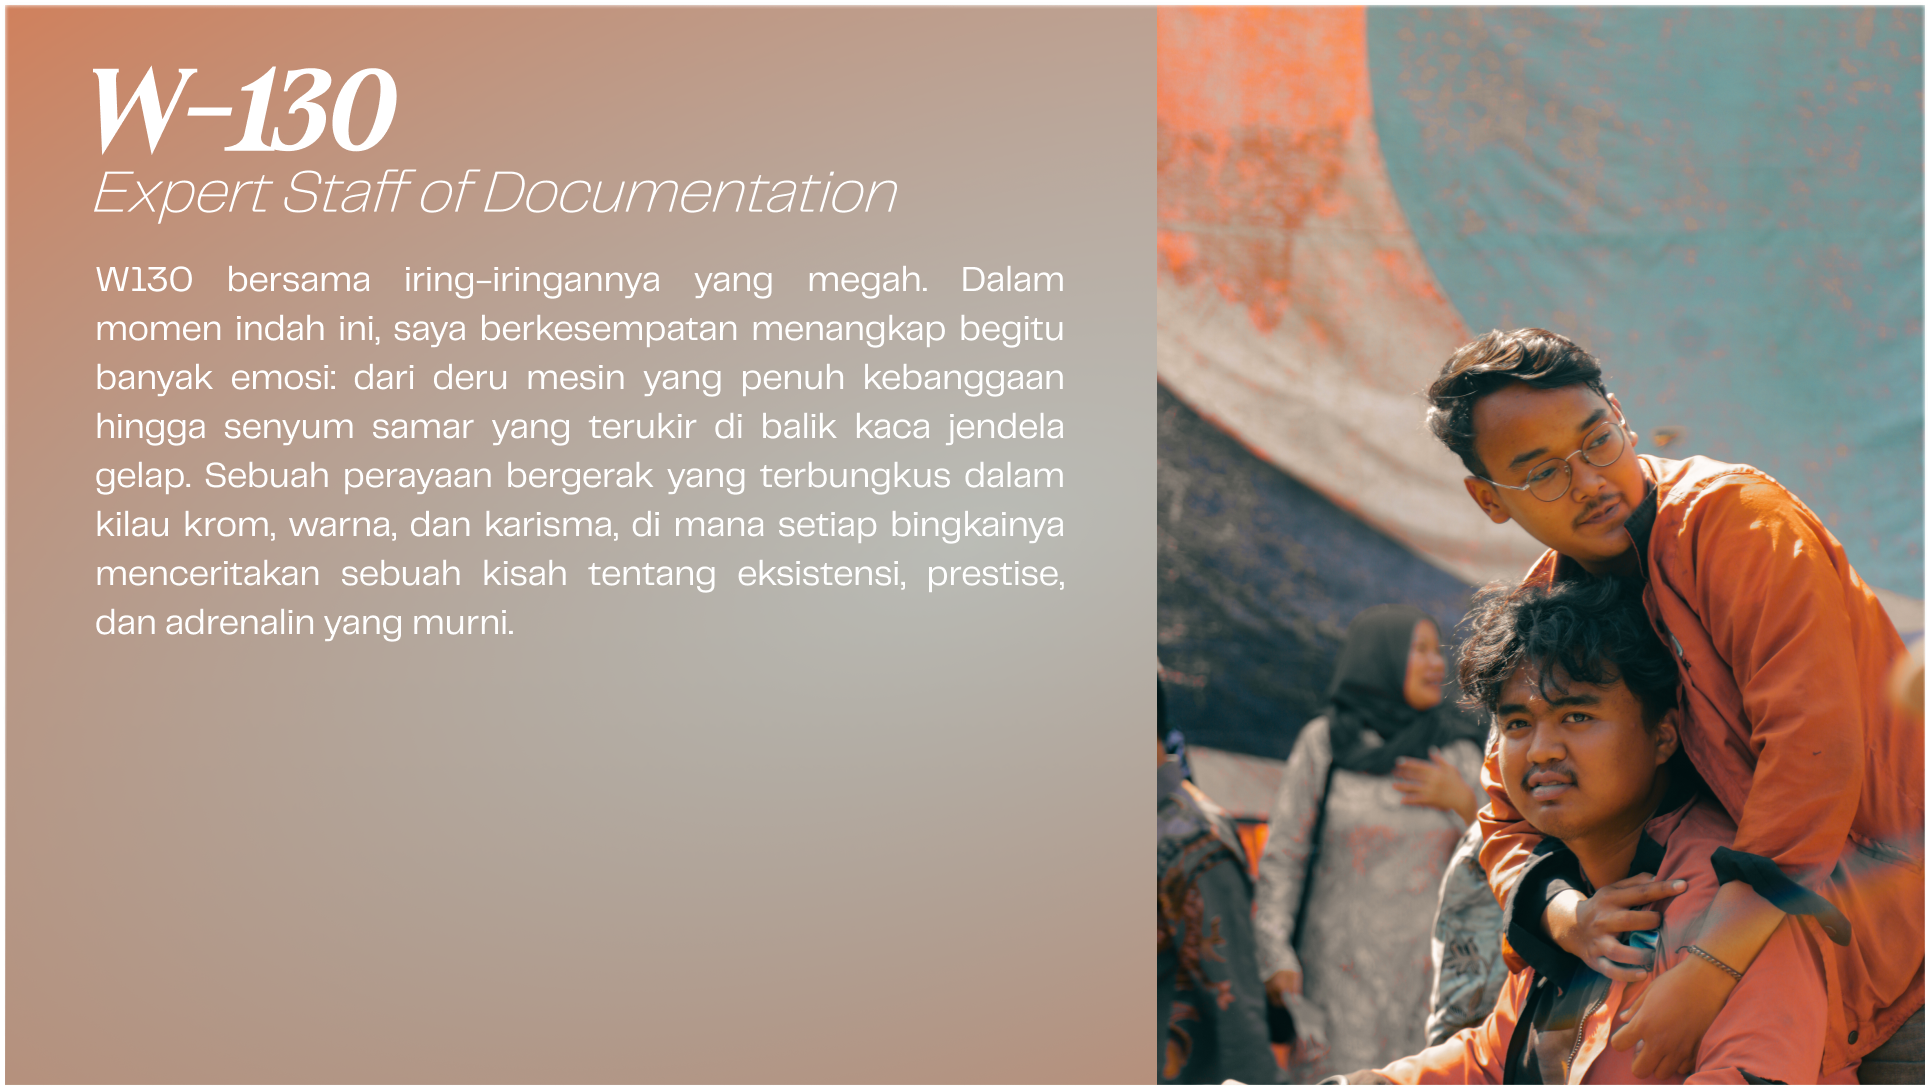 W-130
Expert Staff of Documentation
W130 bersama iring-iringannya yang megah. Dalam
momen indah ini, saya berkesempatan menangkap begitu
banyak emosi: dari deru mesin yang penuh kebanggaan
hingga senyum samar yang terukir di balik kaca jendela
gelap. Sebuah perayaan bergerak yang terbungkus dalam
kilau krom, warna, dan karisma, di mana setiap bingkainya
menceritakan sebuah kisah tentang eksistensi, prestise,
dan adrenalin yang murni.